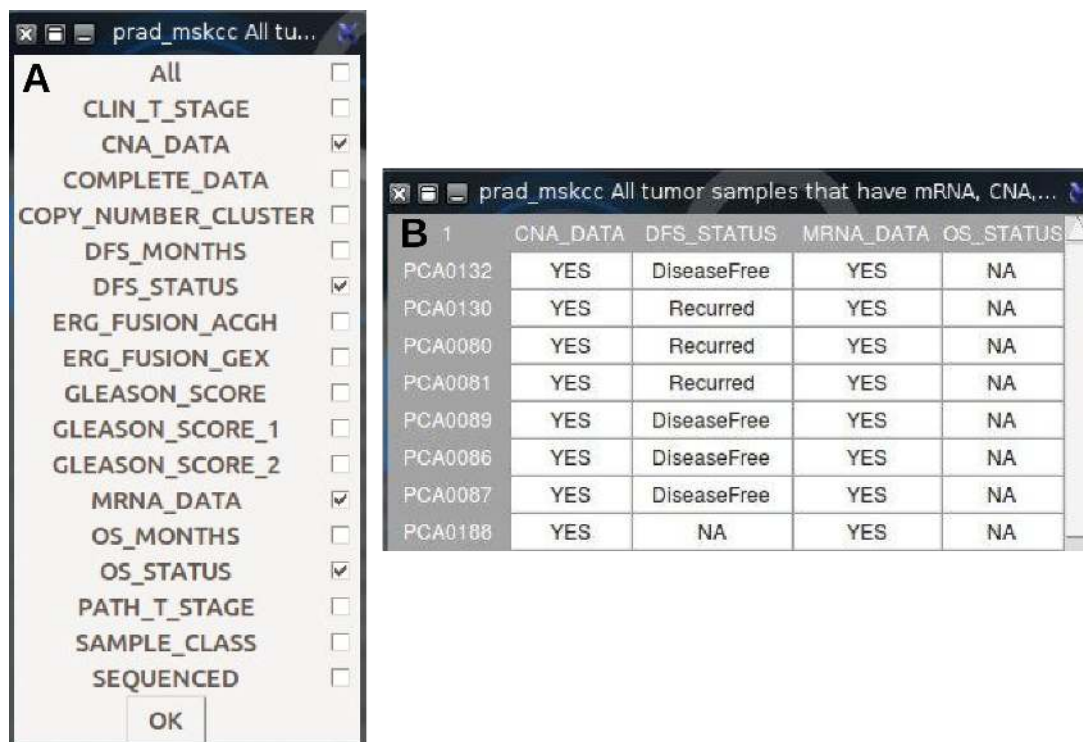 prad_mskcc All tu...
A
All
CLIN_T_STAGE
CNA_DATA
COMPLETE_DATA
COPY_NUMBER_CLUSTER
DFS_MONTHS
DFS_STATUS
ERG_FUSION_ACGH
ERG_FUSION_GEX
GLEASON_SCORE
GLEASON_SCORE_1
GLEASON_SCORE_2
MRNA_DATA
OS_MONTHS
OS_STATUS
PATH_T_STAGE
SAMPLE_CLASS
SEQUENCED
OK
prad_mskcc All tumor samples that have mRNA, CNA,...
B 1 CNA_DATA DFS_STATUS MRNA_DATA OS_STATUS
PCA0132 YES DiseaseFree YES NA
PCA0130 YES Recurred YES NA
PCA0080 YES Recurred YES NA
PCA0081 YES Recurred YES NA
PCA0089 YES DiseaseFree YES NA
PCA0086 YES DiseaseFree YES NA
PCA0087 YES DiseaseFree YES NA
PCA0188 YES NA YES NA